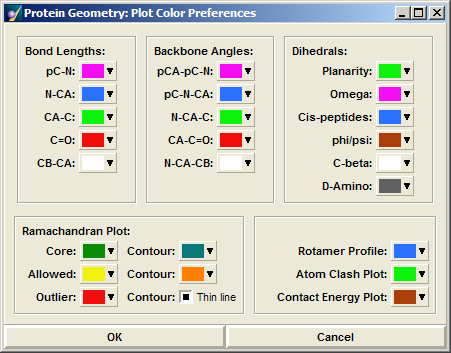 Protein Geometry: Plot Color Preferences
Bond Lengths:
pC-N:
N-CA:
CA-C:
C=O:
CB-CA:
Backbone Angles:
pCA-pC-N:
pC-N-CA:
N-CA-C:
CA-C=O:
N-CA-CB:
Dihedrals:
Planarity:
Omega:
Cis-peptides:
phi/psi:
C-beta:
D-Amino:
Ramachandran Plot:
Core: Contour:
Allowed: Contour:
Outlier: Contour: Thin line
Rotamer Profile:
Atom Clash Plot:
Contact Energy Plot:
OK Cancel